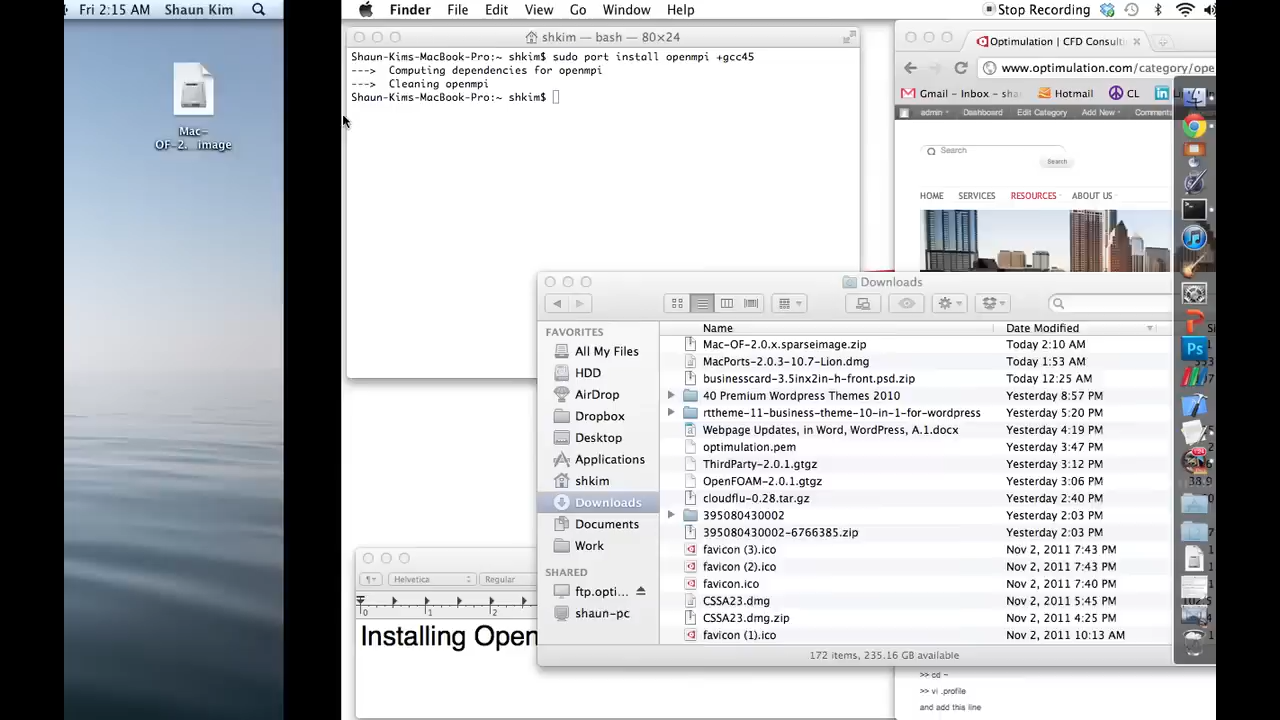 Fri 2:15 AM Shaun Kim
Mac-
OF-2. image
Finder File Edit View Go Window Help
Stop Recording
shkim — bash — 80×24
Shaun-Kims-MacBook-Pro:~ shkim$ sudo port install openmpi +gcc45
---> Computing dependencies for openmpi
---> Cleaning openmpi
Shaun-Kims-MacBook-Pro:~ shkim$
Optimulation | CFD Consulti
www.optimulation.com/category/ope
Gmail - Inbox - sha Hotmail CL
admin Dashboard Edit Category Add New Comments
Search
Search
HOME SERVICES RESOURCES ABOUT US
Downloads
FAVORITES
All My Files
HDD
AirDrop
Dropbox
Desktop
Applications
shkim
Downloads
Documents
Work
SHARED
ftp.opti...
shaun-pc
Name Date Modified
Mac-OF-2.0.x.sparseimage.zip Today 2:10 AM
MacPorts-2.0.3-10.7-Lion.dmg Today 1:53 AM
businesscard-3.5inx2in-h-front.psd.zip Today 12:25 AM
40 Premium Wordpress Themes 2010 Yesterday 8:57 PM
rttheme-11-business-theme-10-in-1-for-wordpress Yesterday 5:20 PM
Webpage Updates, in Word, WordPress, A.1.docx Yesterday 4:19 PM
optimulation.pem Yesterday 3:47 PM
ThirdParty-2.0.1.gtgz Yesterday 3:12 PM
OpenFOAM-2.0.1.gtgz Yesterday 3:06 PM
cloudflu-0.28.tar.gz Yesterday 2:40 PM
395080430002 Yesterday 2:03 PM
395080430002-6766385.zip Yesterday 2:03 PM
favicon (3).ico Nov 2, 2011 7:43 PM
favicon (2).ico Nov 2, 2011 7:43 PM
favicon.ico Nov 2, 2011 7:40 PM
CSSA23.dmg Nov 2, 2011 5:45 PM
CSSA23.dmg.zip Nov 2, 2011 4:25 PM
favicon (1).ico Nov 2, 2011 10:13 AM
172 items, 235.16 GB available
Helvetica Regular
0 1 2
Installing Open
>> cd ~
>> vi .profile
and add this line